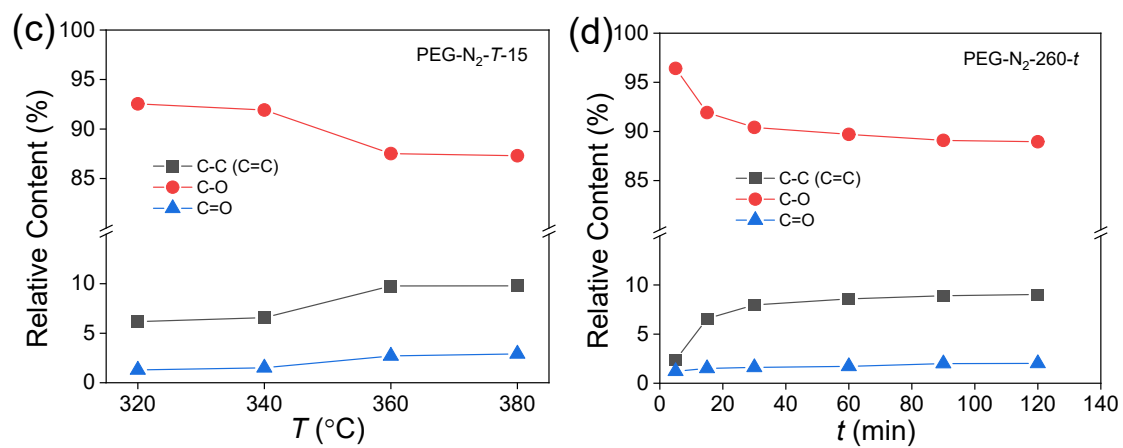 (c)
PEG-N₂-T-15
Relative Content (%)
100
95
90
85
10
5
0
C-C (C=C)
C-O
C=O
320 340 360 380
T (°C)
(d)
PEG-N₂-260-t
Relative Content (%)
100
95
90
85
10
5
0
C-C (C=C)
C-O
C=O
0 20 40 60 80 100 120 140
t (min)